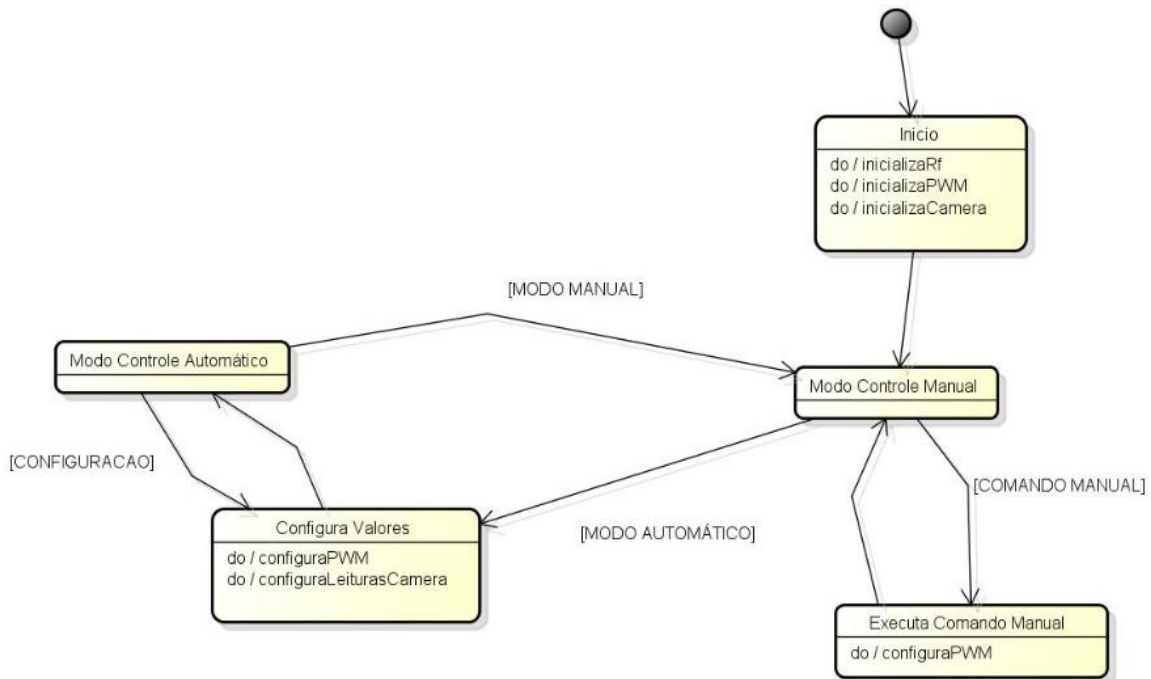 Inicio
do / inicializaRf
do / inicializaPWM
do / inicializaCamera
[MODO MANUAL]
Modo Controle Automático
Modo Controle Manual
[CONFIGURACAO]
[COMANDO MANUAL]
Configura Valores
do / configuraPWM
do / configuraLeiturasCamera
[MODO AUTOMÁTICO]
Executa Comando Manual
do / configuraPWM